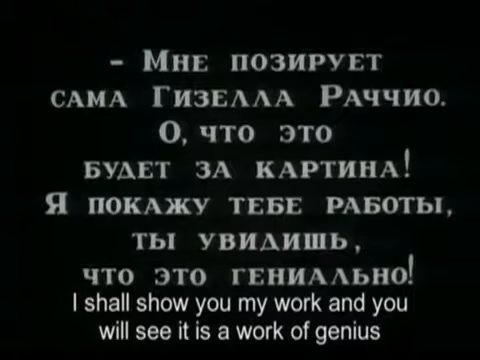 - Мне позирует
сама Гизелла Раччио.
О, что это
будет за картина!
Я покажу тебе работы,
ты увидишь,
что это гениально!
I shall show you my work and you
will see it is a work of genius